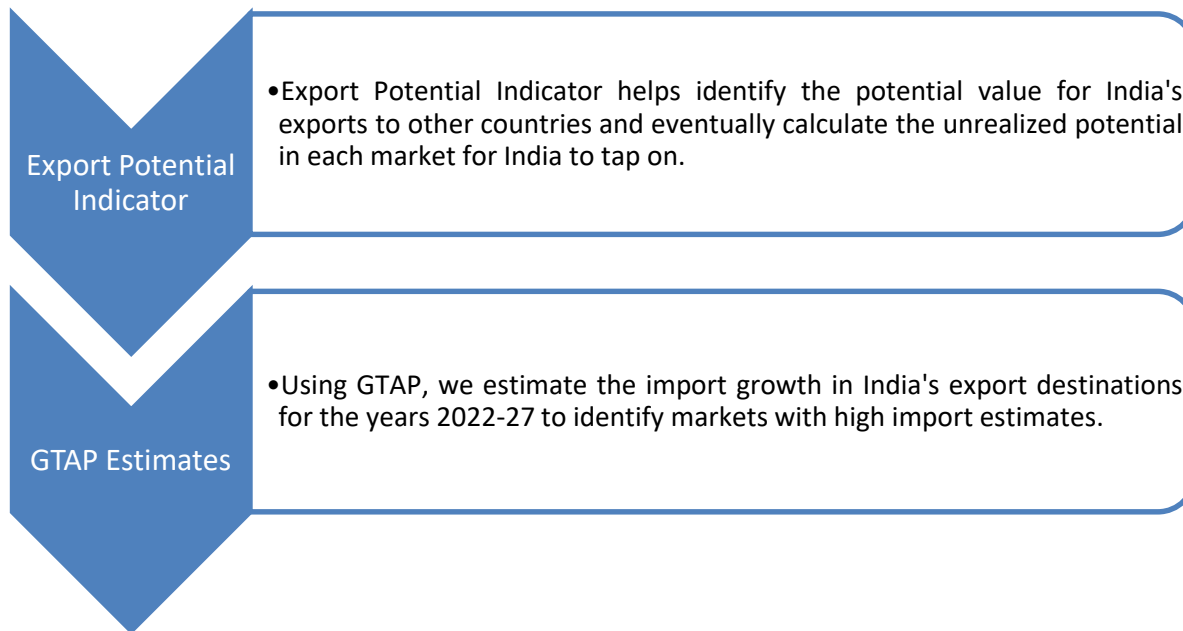 Export Potential
Indicator
•Export Potential Indicator helps identify the potential value for India's
exports to other countries and eventually calculate the unrealized potential
in each market for India to tap on.
GTAP Estimates
•Using GTAP, we estimate the import growth in India's export destinations
for the years 2022-27 to identify markets with high import estimates.